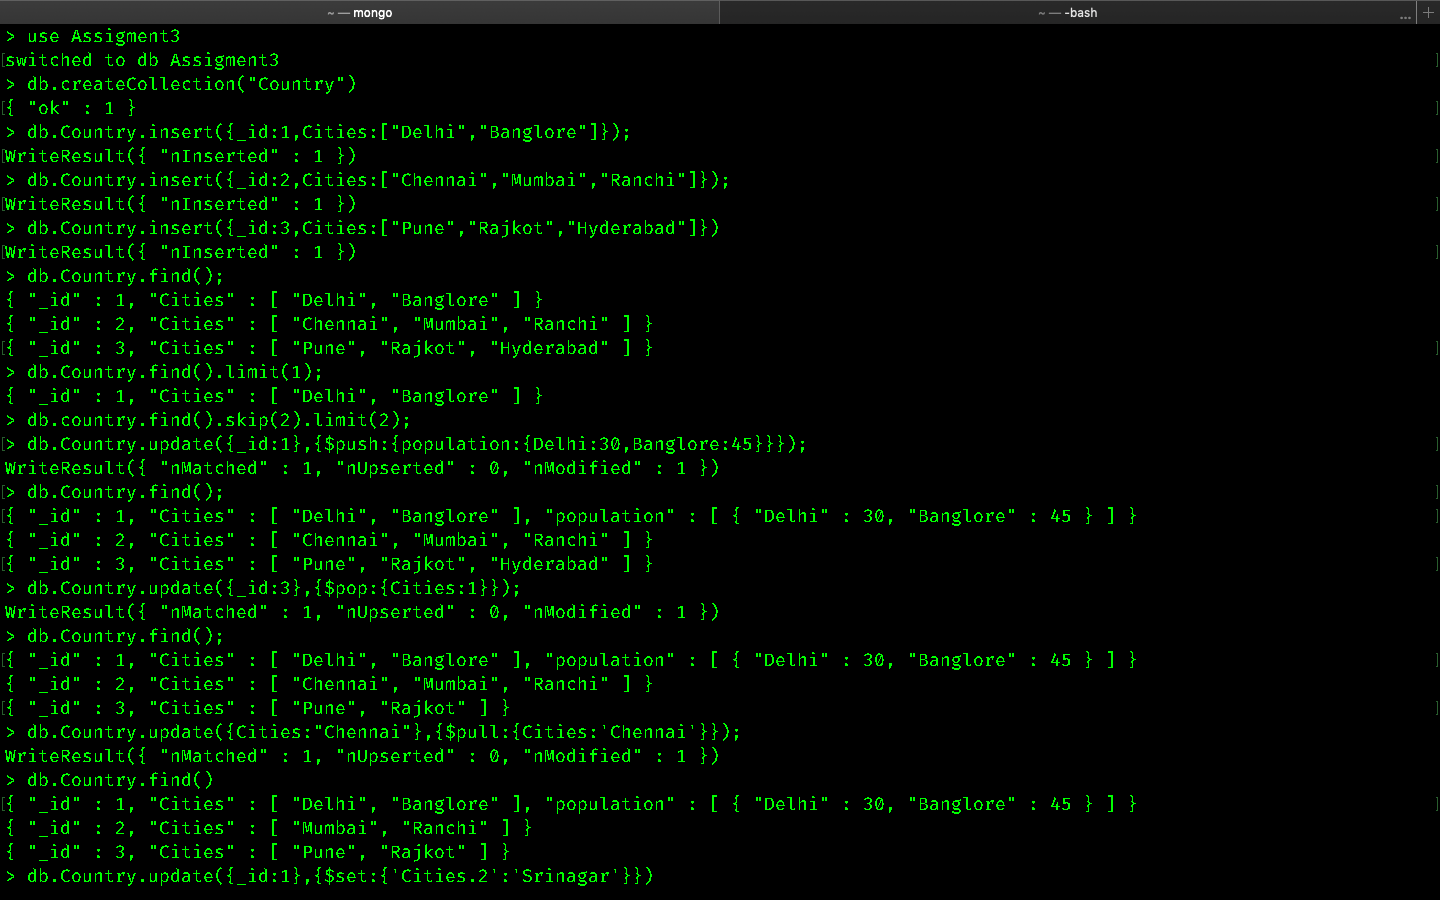 ~ — mongo
~ — -bash
... +
> use Assigment3
[switched to db Assigment3 ]
> db.createCollection("Country")
[{ "ok" : 1 } ]
> db.Country.insert({_id:1,Cities:["Delhi","Banglore"]});
[WriteResult({ "nInserted" : 1 }) ]
> db.Country.insert({_id:2,Cities:["Chennai","Mumbai","Ranchi"]});
[WriteResult({ "nInserted" : 1 }) ]
> db.Country.insert({_id:3,Cities:["Pune","Rajkot","Hyderabad"]})
[WriteResult({ "nInserted" : 1 }) ]
> db.Country.find();
{ "_id" : 1, "Cities" : [ "Delhi", "Banglore" ] }
{ "_id" : 2, "Cities" : [ "Chennai", "Mumbai", "Ranchi" ] }
[{ "_id" : 3, "Cities" : [ "Pune", "Rajkot", "Hyderabad" ] } ]
> db.Country.find().limit(1);
{ "_id" : 1, "Cities" : [ "Delhi", "Banglore" ] }
> db.country.find().skip(2).limit(2);
[> db.Country.update({_id:1},{$push:{population:{Delhi:30,Banglore:45}}}); ]
WriteResult({ "nMatched" : 1, "nUpserted" : 0, "nModified" : 1 })
[> db.Country.find(); ]
[{ "_id" : 1, "Cities" : [ "Delhi", "Banglore" ], "population" : [ { "Delhi" : 30, "Banglore" : 45 } ] } ]
{ "_id" : 2, "Cities" : [ "Chennai", "Mumbai", "Ranchi" ] }
[{ "_id" : 3, "Cities" : [ "Pune", "Rajkot", "Hyderabad" ] } ]
> db.Country.update({_id:3},{$pop:{Cities:1}});
WriteResult({ "nMatched" : 1, "nUpserted" : 0, "nModified" : 1 })
> db.Country.find();
[{ "_id" : 1, "Cities" : [ "Delhi", "Banglore" ], "population" : [ { "Delhi" : 30, "Banglore" : 45 } ] } ]
{ "_id" : 2, "Cities" : [ "Chennai", "Mumbai", "Ranchi" ] }
[{ "_id" : 3, "Cities" : [ "Pune", "Rajkot" ] } ]
> db.Country.update({Cities:"Chennai"},{$pull:{Cities:'Chennai'}});
WriteResult({ "nMatched" : 1, "nUpserted" : 0, "nModified" : 1 })
> db.Country.find()
[{ "_id" : 1, "Cities" : [ "Delhi", "Banglore" ], "population" : [ { "Delhi" : 30, "Banglore" : 45 } ] } ]
{ "_id" : 2, "Cities" : [ "Mumbai", "Ranchi" ] }
{ "_id" : 3, "Cities" : [ "Pune", "Rajkot" ] }
> db.Country.update({_id:1},{$set:{'Cities.2':'Srinagar'}})